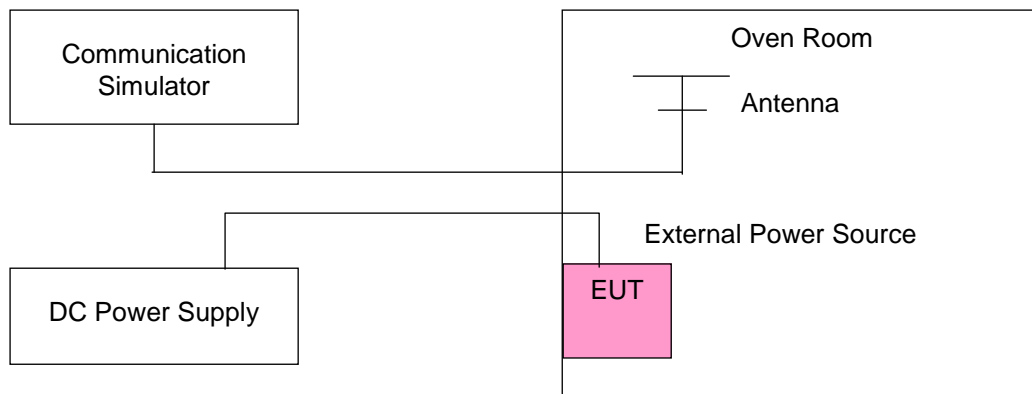 Communication
Simulator
Oven Room
Antenna
External Power Source
DC Power Supply
EUT